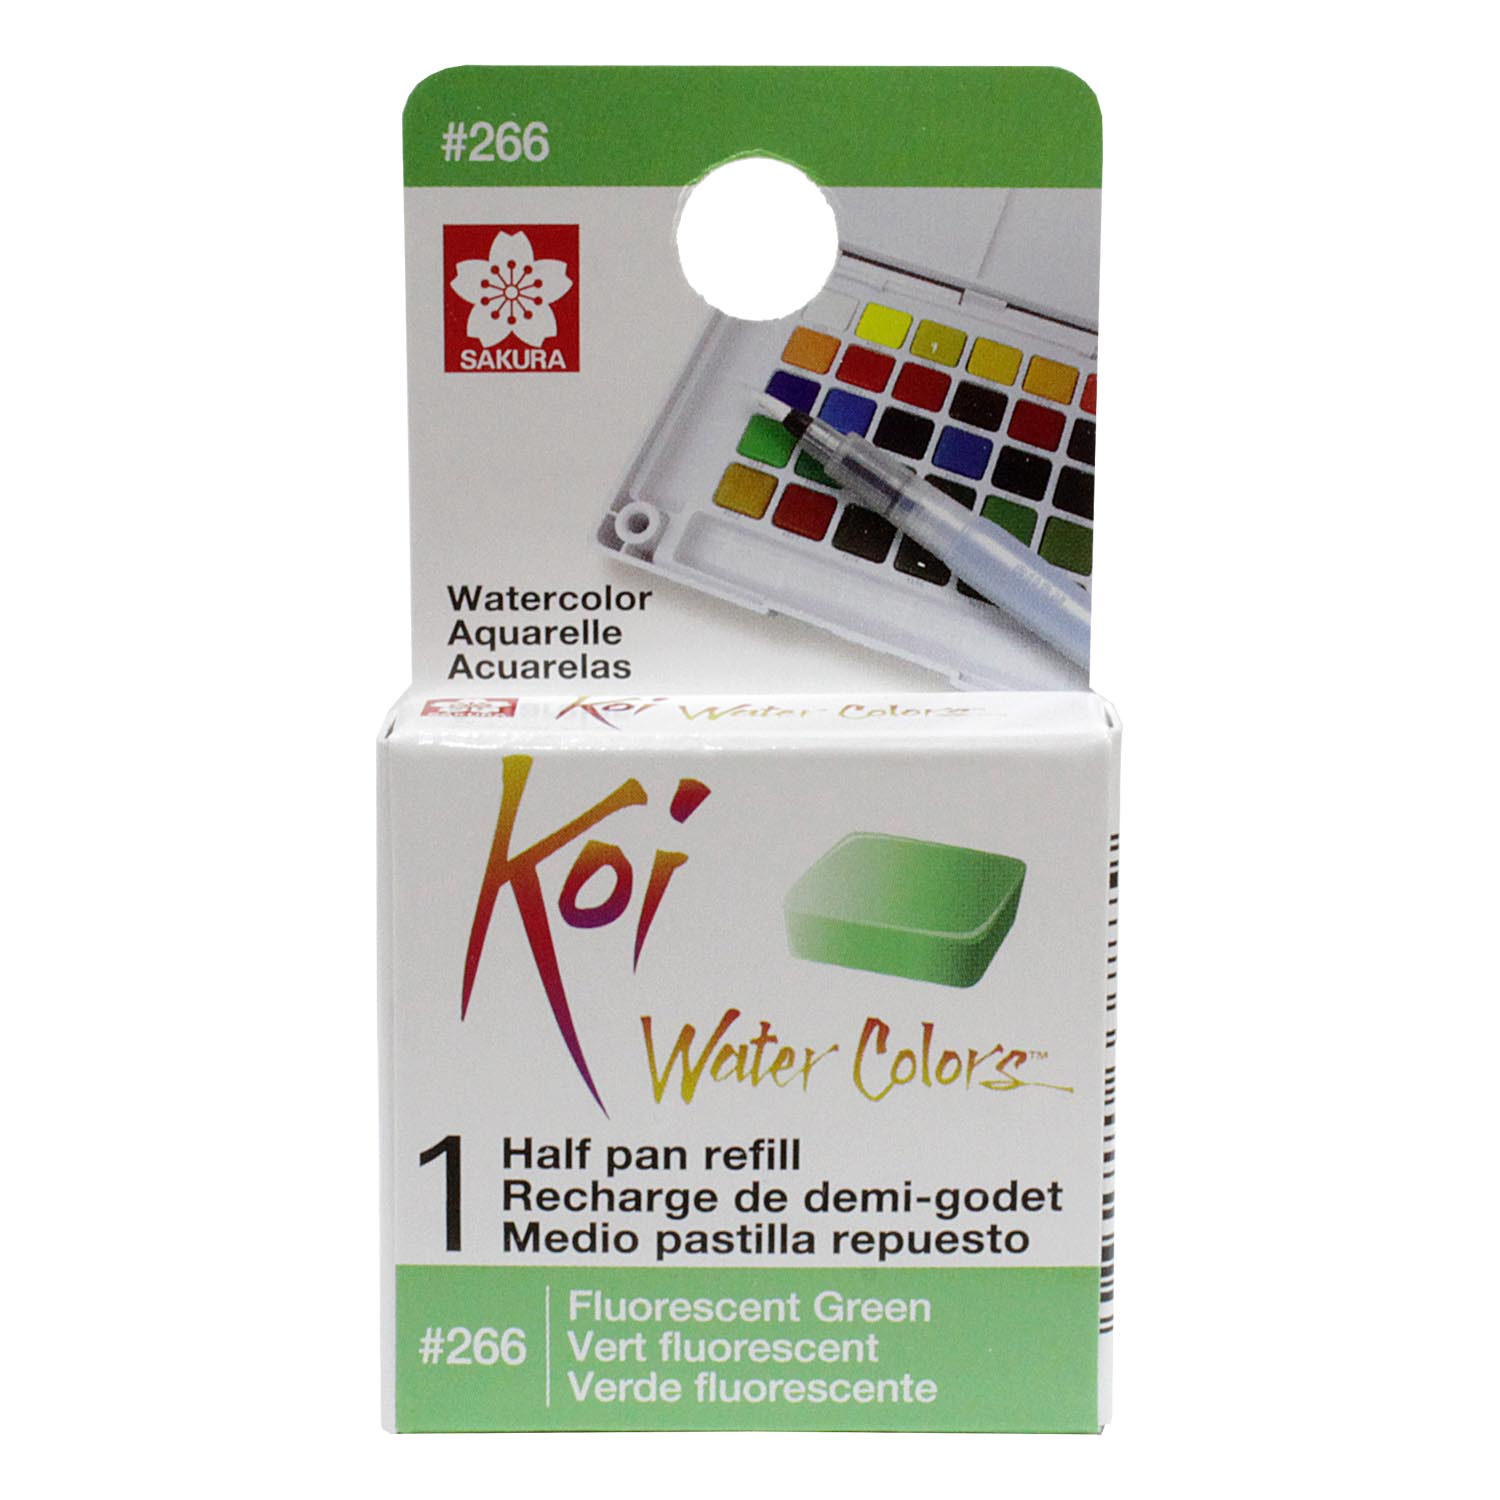 #266
SAKURA
Watercolor
Aquarelle
Acuarelas
SAKURA
Koi Water Colors
Koi
Water Colors™
1
Half pan refill
Recharge de demi-godet
Medio pastilla repuesto
#266
Fluorescent Green
Vert fluorescent
Verde fluorescente